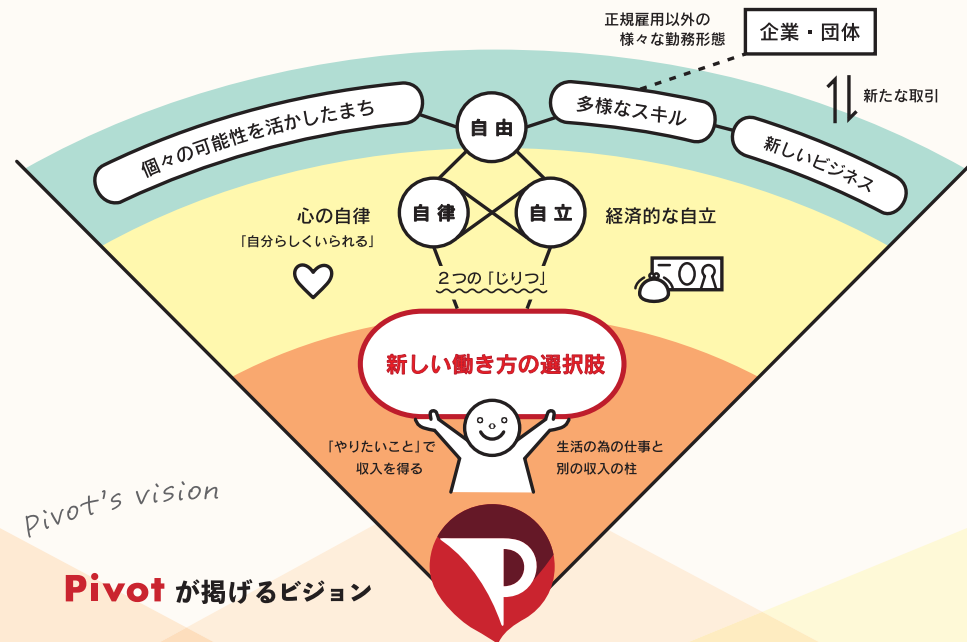 正規雇用以外の
様々な勤務形態
企業・団体
新たな取引
個々の可能性を活かしたまち
自由
多様なスキル
新しいビジネス
心の自律
「自分らしくいられる」
自律
自立
経済的な自立
2つの「じりつ」
新しい働き方の選択肢
「やりたいこと」で
収入を得る
生活の為の仕事と
別の収入の柱
pivot's vision
P
Pivot が掲げるビジョン